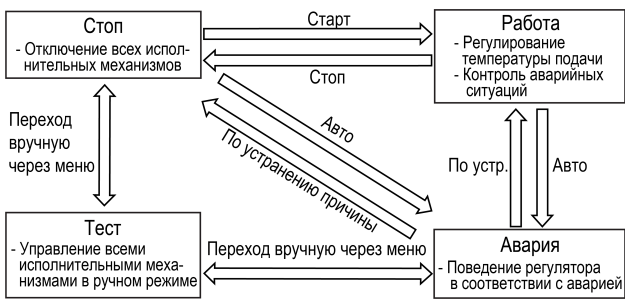 Стоп
- Отключение всех испол-
нительных механизмов
Старт
Стоп
Работа
- Регулирование
температуры подачи
- Контроль аварийных
ситуаций
Переход
вручную
через меню
Авто
По устранению причины
По устр.
Авто
Тест
- Управление всеми
исполнительными меха-
низмами в ручном режиме
Переход вручную через меню
Авария
- Поведение регулятора
в соответствии с аварией